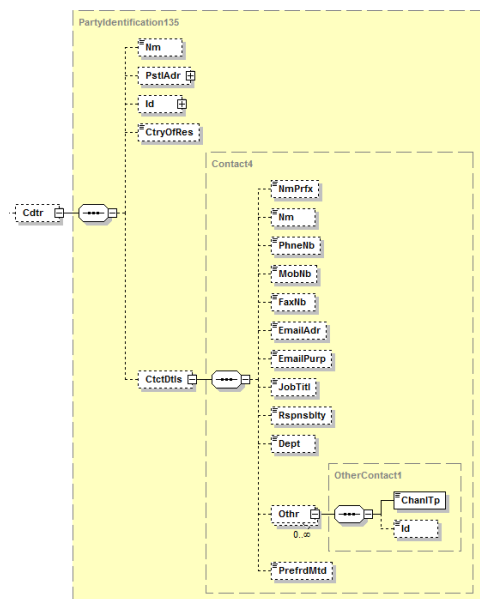 PartyIdentification135
Nm
PstlAdr
Id
CtryOfRes
Contact4
NmPrfx
Cdtr
Nm
PhneNb
MobNb
FaxNb
EmailAdr
EmailPurp
CtctDtls
JobTitl
Rspnsblty
Dept
OtherContact1
ChanlTp
Othr
Id
0..∞
PrefrdMtd